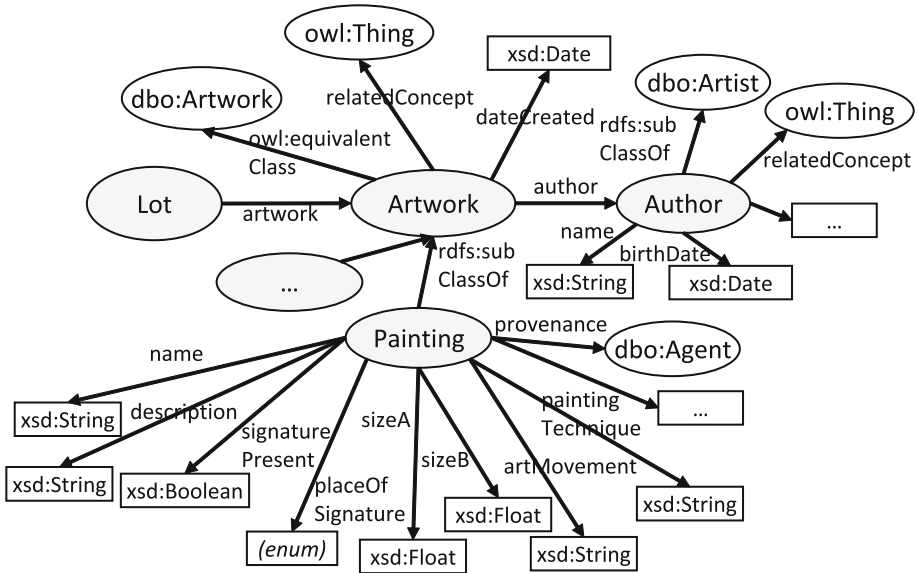 owl:Thing
xsd:Date
dbo:Artwork
relatedConcept
dateCreated
dbo:Artist
owl:Thing
owl:equivalent
Class
rdfs:sub
ClassOf
relatedConcept
Lot
artwork
Artwork
author
Author
...
name
birthDate
xsd:String
xsd:Date
...
rdfs:sub
ClassOf
Painting
provenance
dbo:Agent
name
xsd:String
description
xsd:String
signature
Present
xsd:Boolean
placeOf
Signature
(enum)
sizeA
xsd:Float
sizeB
xsd:Float
artMovement
xsd:String
painting
Technique
xsd:String
...